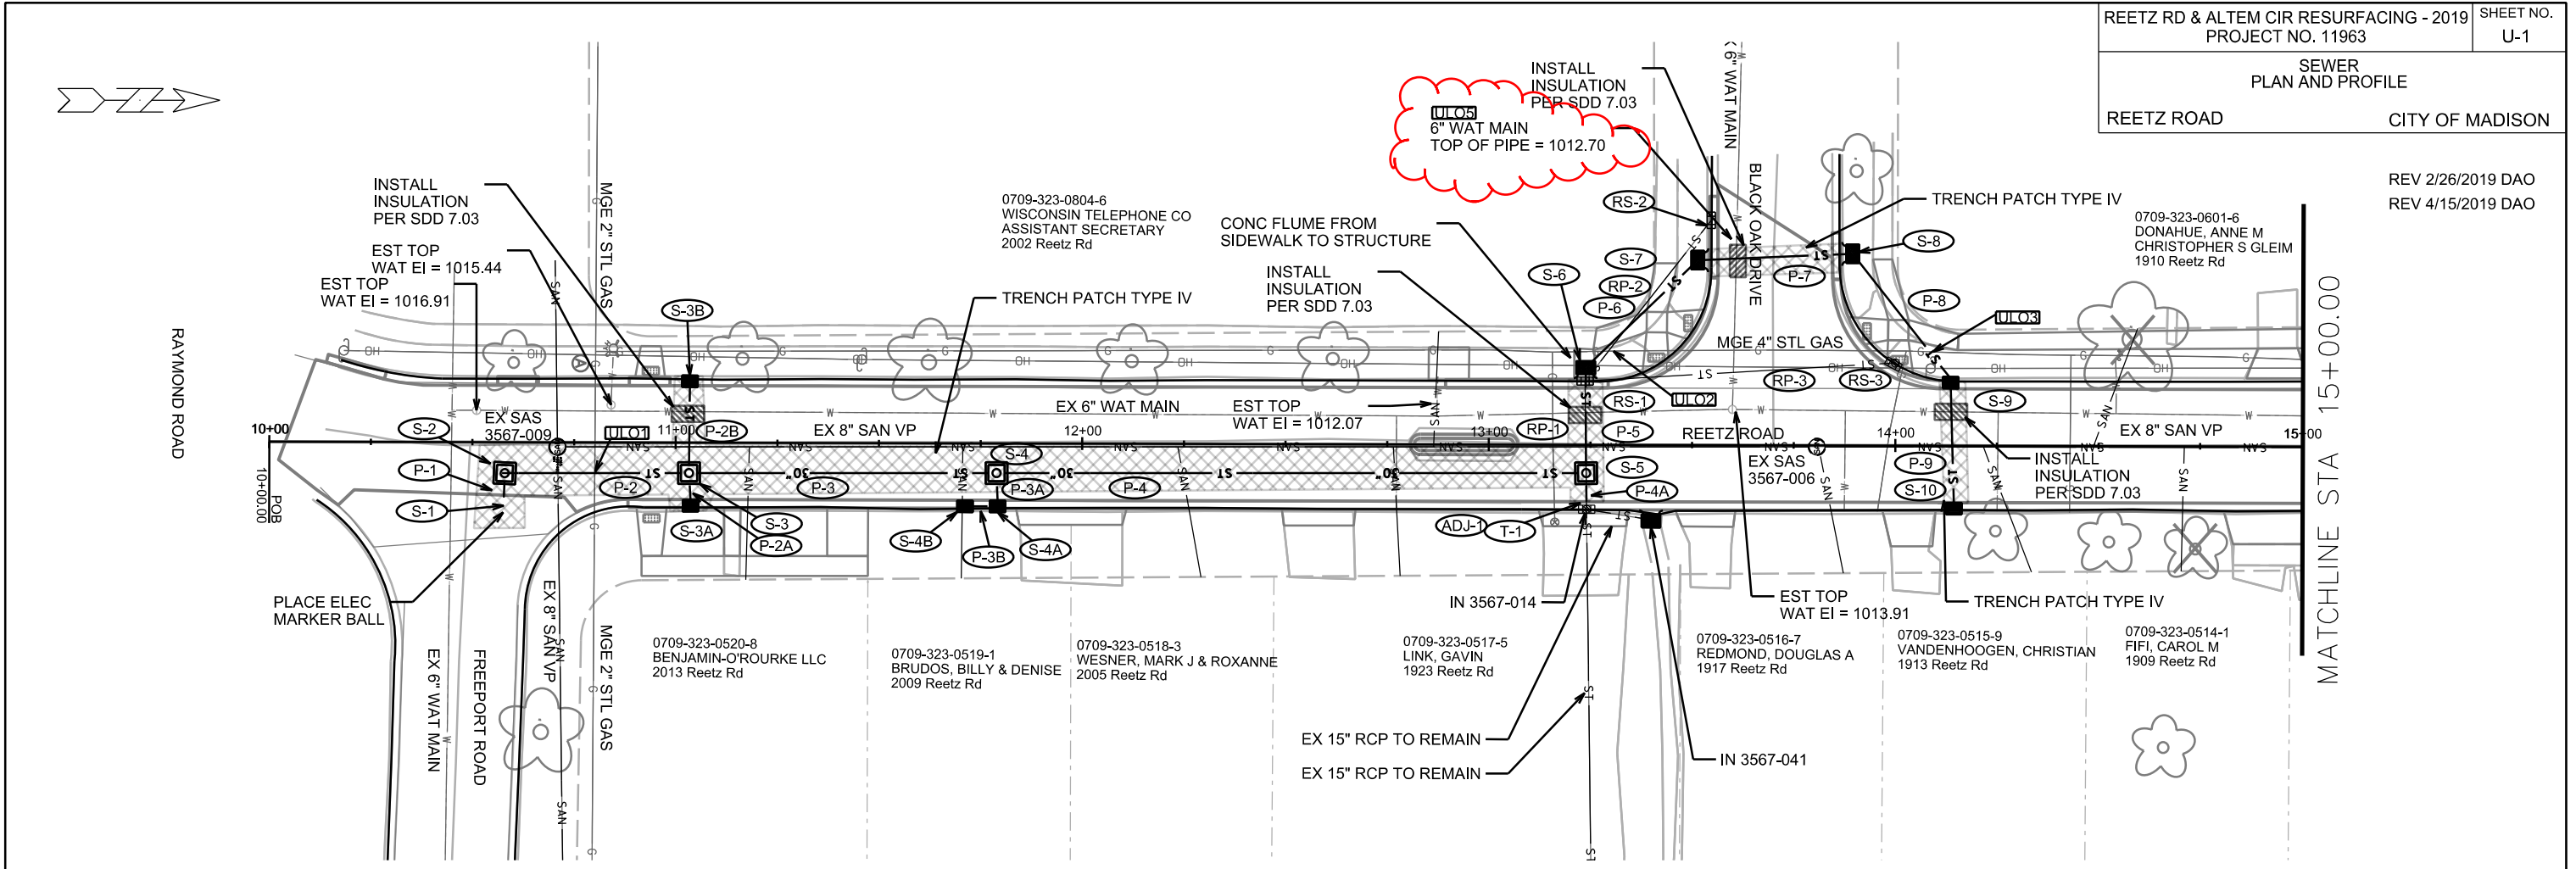 REETZ RD & ALTEM CIR RESURFACING - 2019
PROJECT NO. 11963
SHEET NO.
U-1
SEWER
PLAN AND PROFILE
REETZ ROAD
CITY OF MADISON
REV 2/26/2019 DAO
REV 4/15/2019 DAO
INSTALL
INSULATION
PER SDD 7.03
ULO5
6" WAT MAIN
TOP OF PIPE = 1012.70
6" WAT MAIN
BLACK OAK DRIVE
INSTALL
INSULATION
PER SDD 7.03
EST TOP
WAT El = 1015.44
EST TOP
WAT El = 1016.91
MGE 2" STL GAS
0709-323-0804-6
WISCONSIN TELEPHONE CO
ASSISTANT SECRETARY
2002 Reetz Rd
CONC FLUME FROM
SIDEWALK TO STRUCTURE
INSTALL
INSULATION
PER SDD 7.03
TRENCH PATCH TYPE IV
TRENCH PATCH TYPE IV
0709-323-0601-6
DONAHUE, ANNE M
CHRISTOPHER S GLEIM
1910 Reetz Rd
RS-2
S-7
RP-2
P-6
S-6
S-8
P-7
P-8
ULO3
S-3B
MGE 4" STL GAS
RP-3
RS-3
S-9
RS-1
ULO2
RAYMOND ROAD
10+00
POB
10+00.00
S-2
P-1
S-1
EX SAS
3567-009
ULO1
11+00
P-2B
EX 8" SAN VP
EX 6" WAT MAIN
12+00
EST TOP
WAT El = 1012.07
13+00
RP-1
P-5
REETZ ROAD
14+00
EX 8" SAN VP
15+00
MATCHLINE STA 15+00.00
P-2
P-3
S-4
P-3A
P-4
30"
30"
30"
S-5
P-4A
EX SAS
3567-006
P-9
S-10
INSTALL
INSULATION
PER SDD 7.03
S-3A
S-3
P-2A
S-4B
P-3B
S-4A
ADJ-1
T-1
PLACE ELEC
MARKER BALL
EX 6" WAT MAIN
FREEPORT ROAD
EX 8" SAN VP
MGE 2" STL GAS
IN 3567-014
EST TOP
WAT El = 1013.91
TRENCH PATCH TYPE IV
0709-323-0520-8
BENJAMIN-O'ROURKE LLC
2013 Reetz Rd
0709-323-0519-1
BRUDOS, BILLY & DENISE
2009 Reetz Rd
0709-323-0518-3
WESNER, MARK J & ROXANNE
2005 Reetz Rd
0709-323-0517-5
LINK, GAVIN
1923 Reetz Rd
0709-323-0516-7
REDMOND, DOUGLAS A
1917 Reetz Rd
0709-323-0515-9
VANDENHOOGEN, CHRISTIAN
1913 Reetz Rd
0709-323-0514-1
FIFI, CAROL M
1909 Reetz Rd
EX 15" RCP TO REMAIN
EX 15" RCP TO REMAIN
IN 3567-041